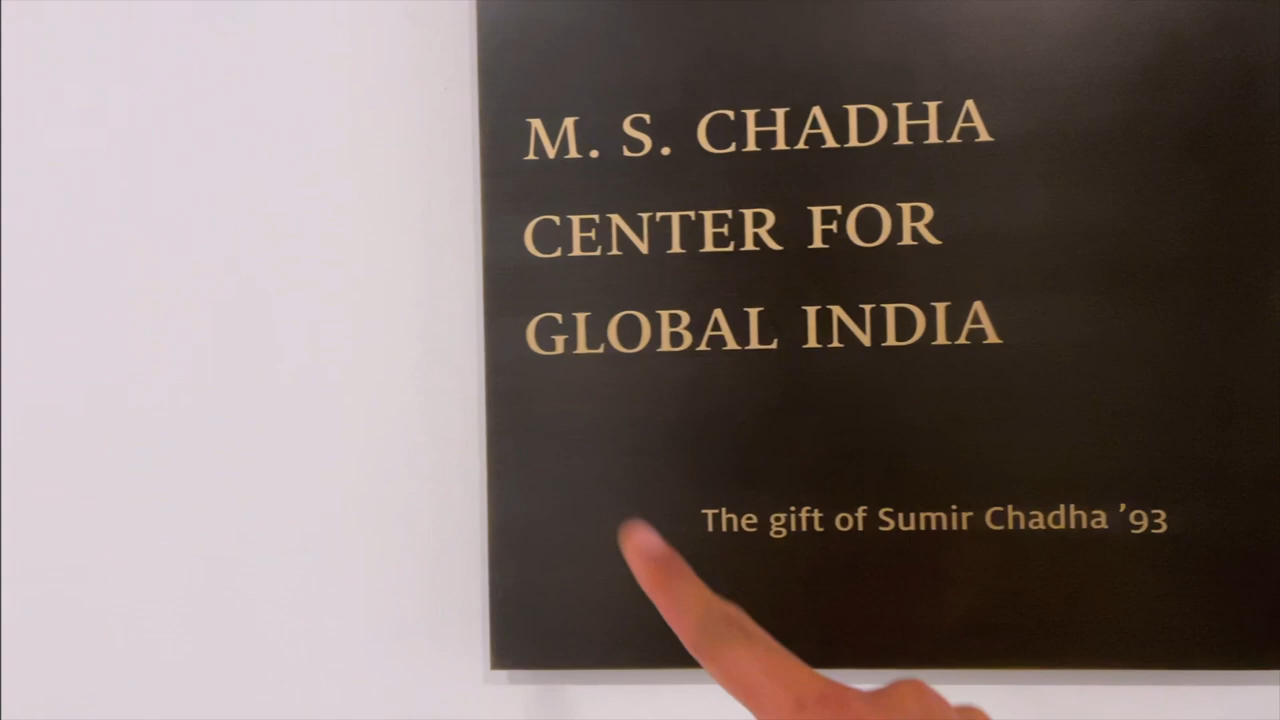 M. S. CHADHA
CENTER FOR
GLOBAL INDIA
The gift of Sumir Chadha ’93